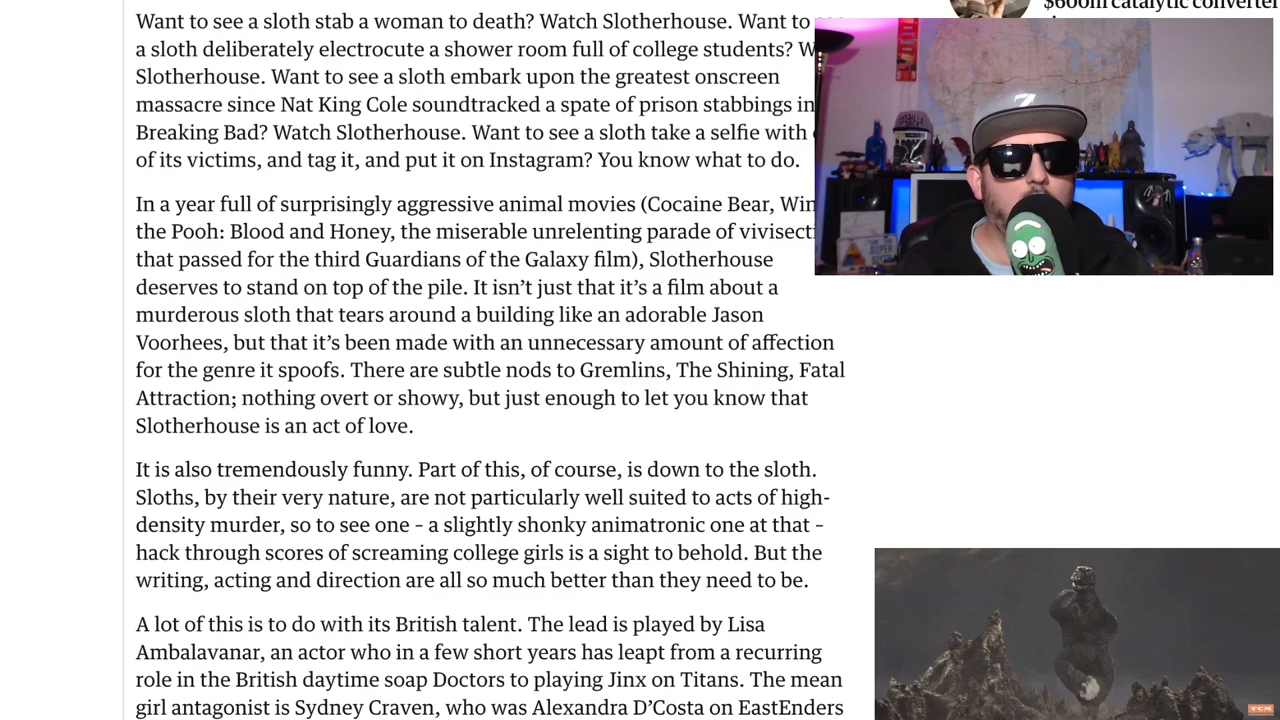 $600m catalytic converter
Want to see a sloth stab a woman to death? Watch Slotherhouse. Want to
a sloth deliberately electrocute a shower room full of college students? W
Slotherhouse. Want to see a sloth embark upon the greatest onscreen
massacre since Nat King Cole soundtracked a spate of prison stabbings in
Breaking Bad? Watch Slotherhouse. Want to see a sloth take a selfie with
of its victims, and tag it, and put it on Instagram? You know what to do.
In a year full of surprisingly aggressive animal movies (Cocaine Bear, Win
the Pooh: Blood and Honey, the miserable unrelenting parade of vivisect
that passed for the third Guardians of the Galaxy film), Slotherhouse
deserves to stand on top of the pile. It isn’t just that it’s a film about a
murderous sloth that tears around a building like an adorable Jason
Voorhees, but that it’s been made with an unnecessary amount of affection
for the genre it spoofs. There are subtle nods to Gremlins, The Shining, Fatal
Attraction; nothing overt or showy, but just enough to let you know that
Slotherhouse is an act of love.
It is also tremendously funny. Part of this, of course, is down to the sloth.
Sloths, by their very nature, are not particularly well suited to acts of high-
density murder, so to see one – a slightly shonky animatronic one at that –
hack through scores of screaming college girls is a sight to behold. But the
writing, acting and direction are all so much better than they need to be.
A lot of this is to do with its British talent. The lead is played by Lisa
Ambalavanar, an actor who in a few short years has leapt from a recurring
role in the British daytime soap Doctors to playing Jinx on Titans. The mean
girl antagonist is Sydney Craven, who was Alexandra D’Costa on EastEnders
TCM